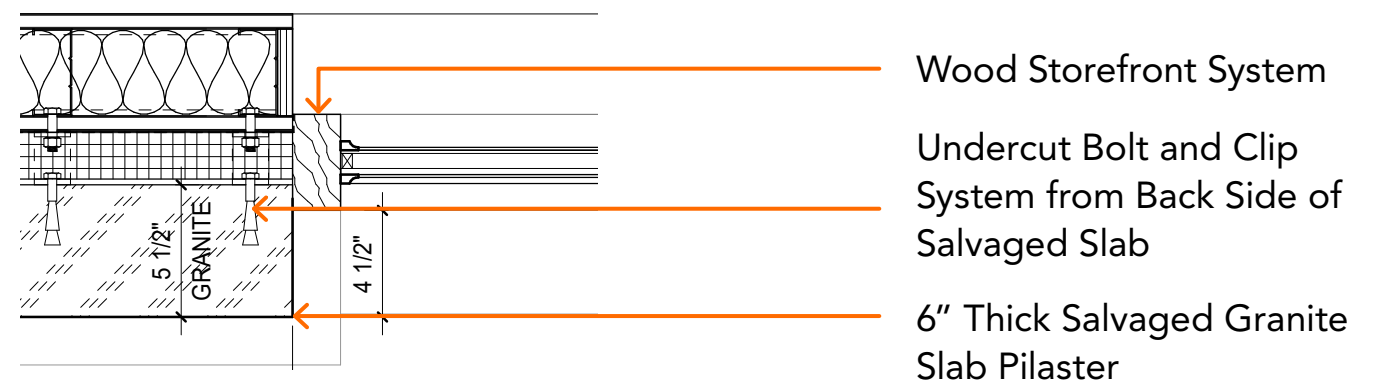 Wood Storefront System
Undercut Bolt and Clip
System from Back Side of
Salvaged Slab
5 1/2"
GRANITE
4 1/2"
6” Thick Salvaged Granite
Slab Pilaster